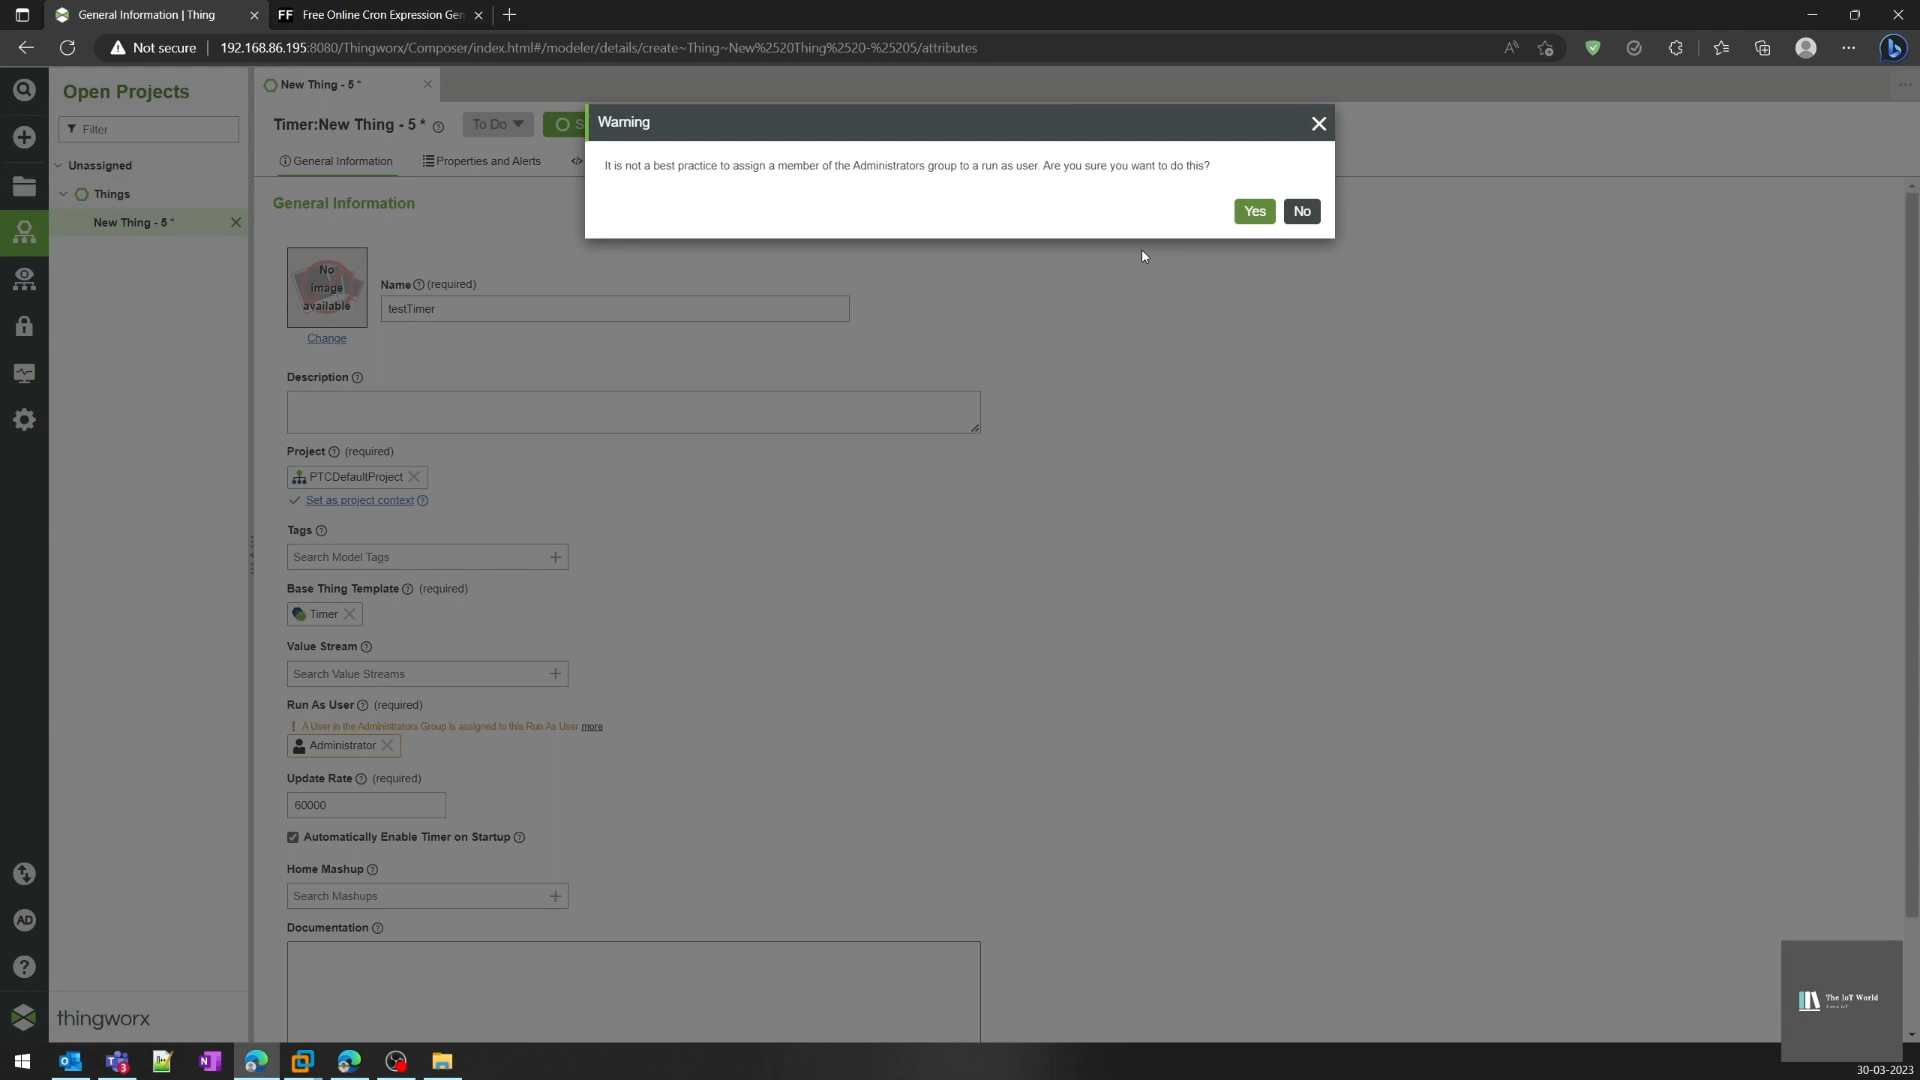 General Information | Thing
Free Online Cron Expression Gen
Not secure
192.168.86.195:8080/Thingworx/Composer/index.html#/modeler/details/create~Thing~New%2520Thing%2520-%25205/attributes
Open Projects
Filter
Unassigned
Things
New Thing - 5 *
New Thing - 5 *
Timer:New Thing - 5 *
To Do
S
General Information
Properties and Alerts
Warning
It is not a best practice to assign a member of the Administrators group to a run as user. Are you sure you want to do this?
Yes
No
General Information
No
image
available
Change
Name (required)
testTimer
Description
Project (required)
PTCDefaultProject
Set as project context
Tags
Search Model Tags
Base Thing Template (required)
Timer
Value Stream
Search Value Streams
Run As User (required)
! A User in the Administrators Group is assigned to this Run As User more
Administrator
Update Rate (required)
60000
Automatically Enable Timer on Startup
Home Mashup
Search Mashups
Documentation
AD
thingworx
The IoT World
30-03-2023